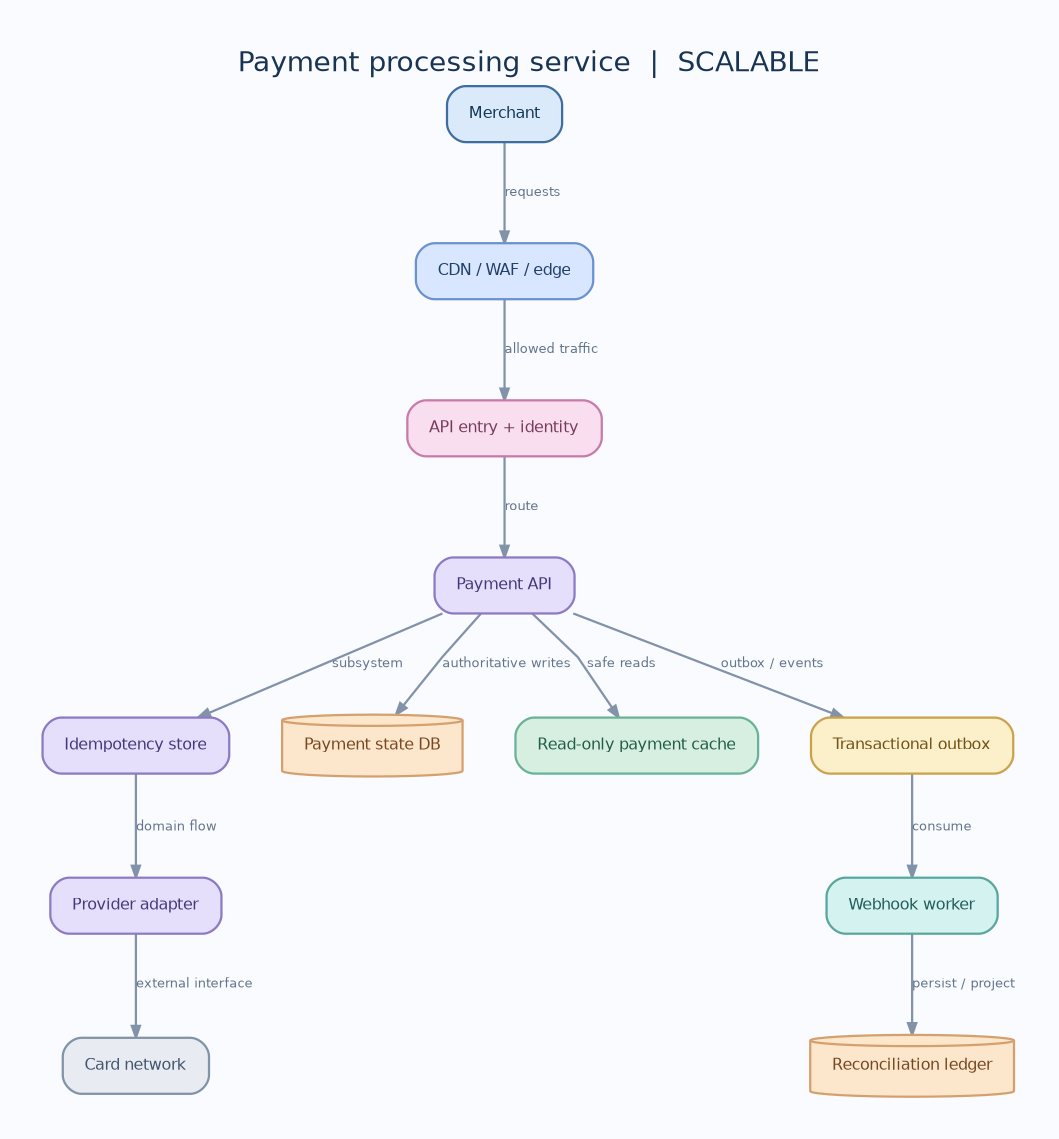 Payment processing service | SCALABLE
Merchant
requests
CDN / WAF / edge
allowed traffic
API entry + identity
route
Payment API
subsystem
authoritative writes
safe reads
outbox / events
Idempotency store
Payment state DB
Read-only payment cache
Transactional outbox
domain flow
consume
Provider adapter
Webhook worker
external interface
persist / project
Card network
Reconciliation ledger